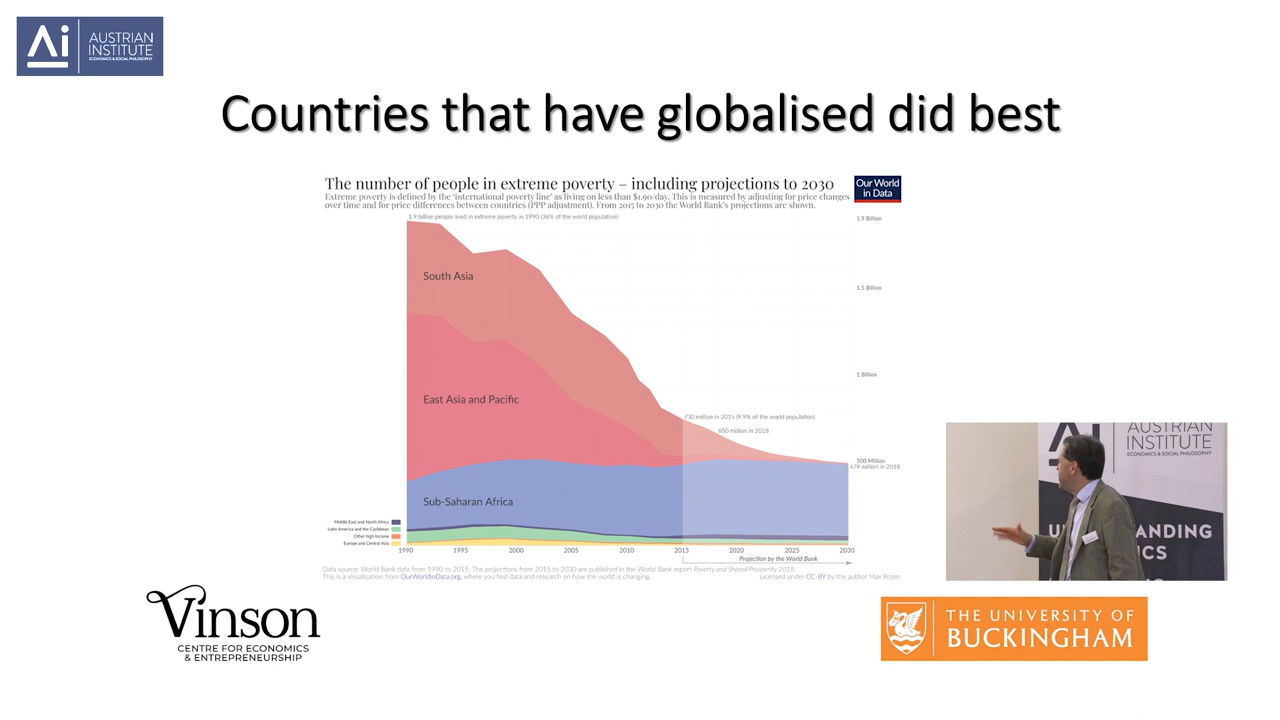 Ai
AUSTRIAN
INSTITUTE
ECONOMICS & SOCIAL PHILOSOPHY
Countries that have globalised did best
The number of people in extreme poverty – including projections to 2030
Extreme poverty is defined by the 'international poverty line' as living on less than $1.90/day. This is measured by adjusting for price changes
over time and for price differences between countries (PPP adjustment). From 2015 to 2030 the World Bank's projections are shown.
Our World
in Data
1.9 billion people lived in extreme poverty in 1990 (36% of the world population)
1.9 Billion
South Asia
1.5 Billion
1 Billion
East Asia and Pacific
730 million in 2015 (9.9% of the world population)
650 million in 2018
500 Million
479 million in 2018
Sub-Saharan Africa
Middle East and North Africa
Latin America and the Caribbean
Other high Income
Europe and Central Asia
1990
1995
2000
2005
2010
2015
2020
2025
2030
Projection by the World Bank
Data source: World Bank data from 1990 to 2015. The projections from 2015 to 2030 are published in the World Bank report Poverty and Shared Prosperity 2018.
This is a visualization from OurWorldinData.org, where you find data and research on how the world is changing.
Licensed under CC-BY by the author Max Roser.
AUSTRIAN
INSTITUTE
ECONOMICS & SOCIAL PHILOSOPHY
U
ANDING
ICS
Vinson
CENTRE FOR ECONOMICS
& ENTREPRENEURSHIP
THE UNIVERSITY OF
BUCKINGHAM